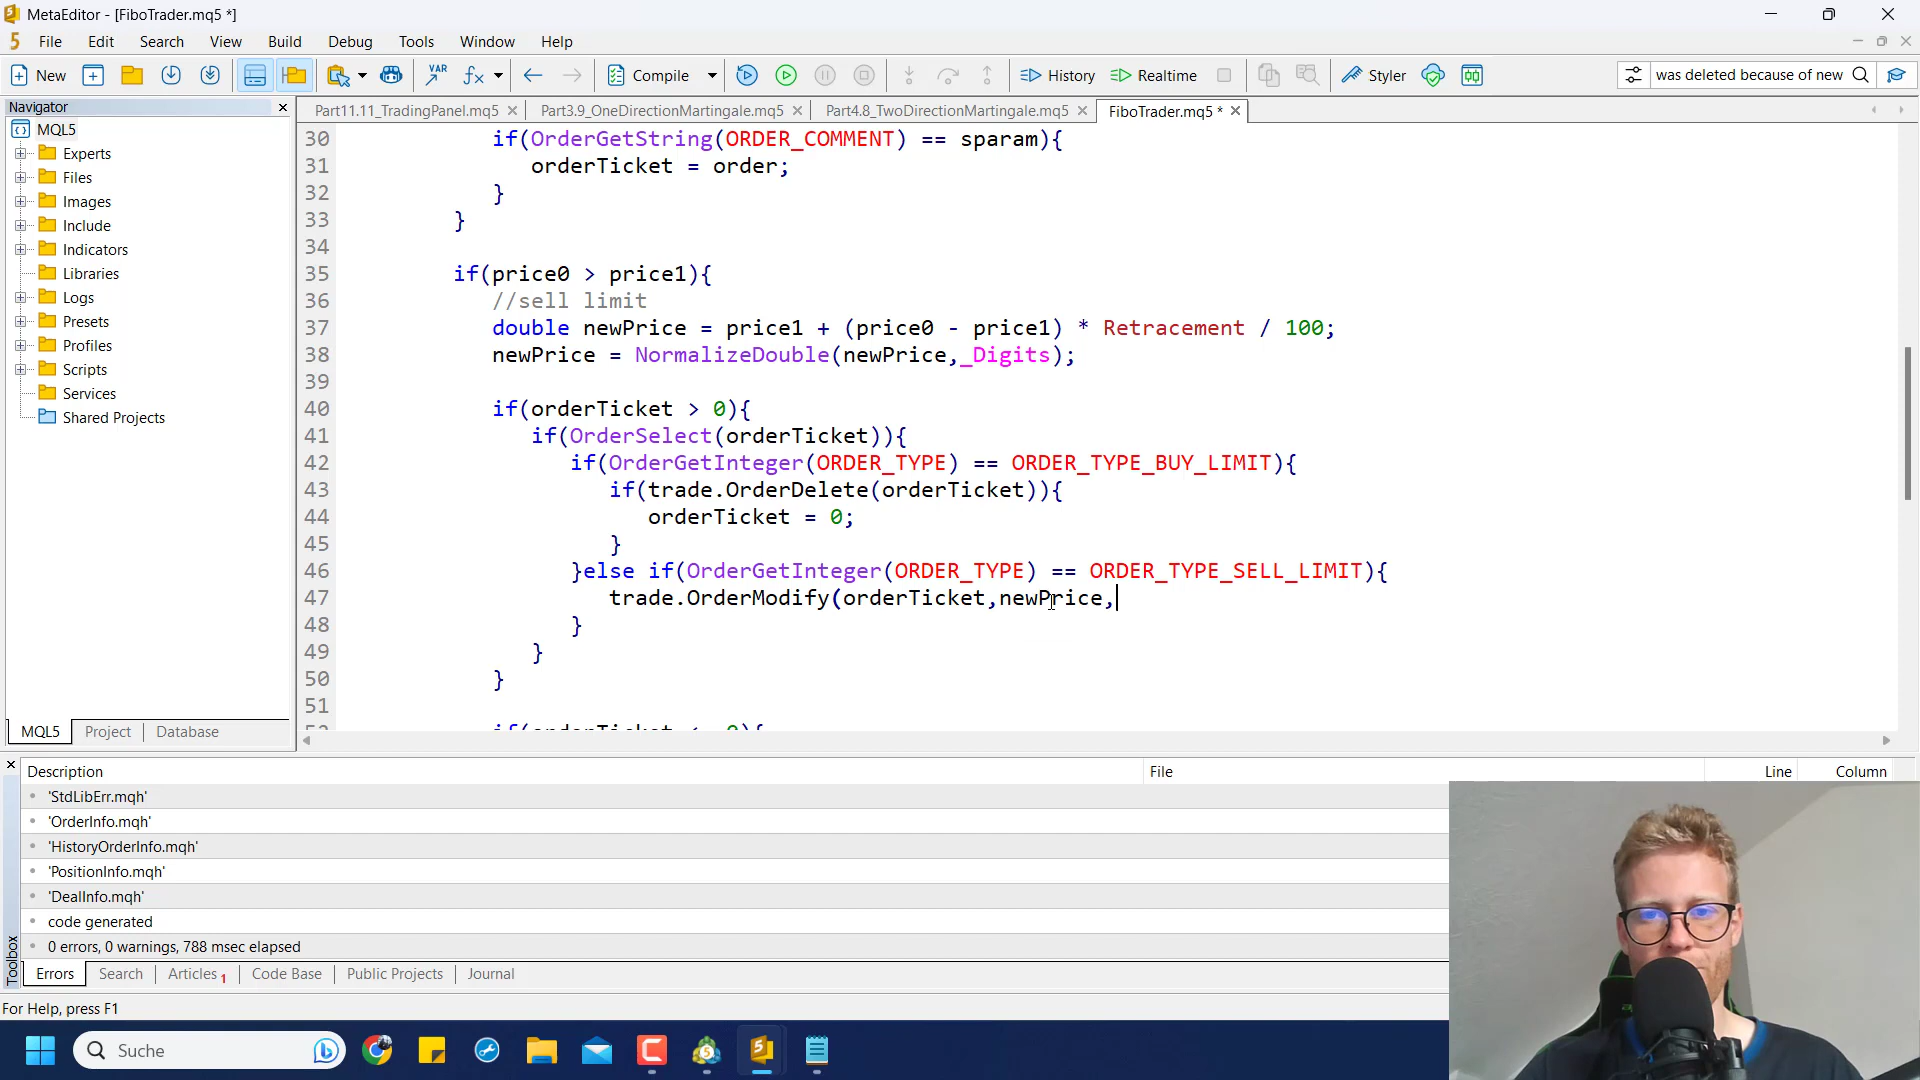 MetaEditor - [FiboTrader.mq5 *]
5 File Edit Search View Build Debug Tools Window Help
New VAR Compile History Realtime Styler was deleted because of new
Navigator
Part11.11_TradingPanel.mq5 Part3.9_OneDirectionMartingale.mq5 Part4.8_TwoDirectionMartingale.mq5 FiboTrader.mq5 *
MQL5
Experts
Files
Images
Include
Indicators
Libraries
Logs
Presets
Profiles
Scripts
Services
Shared Projects
MQL5 Project Database
30 if(OrderGetString(ORDER_COMMENT) == sparam){
31 orderTicket = order;
32 }
33 }
34
35 if(price0 > price1){
36 //sell limit
37 double newPrice = price1 + (price0 - price1) * Retracement / 100;
38 newPrice = NormalizeDouble(newPrice,_Digits);
39
40 if(orderTicket > 0){
41 if(OrderSelect(orderTicket)){
42 if(OrderGetInteger(ORDER_TYPE) == ORDER_TYPE_BUY_LIMIT){
43 if(trade.OrderDelete(orderTicket)){
44 orderTicket = 0;
45 }
46 }else if(OrderGetInteger(ORDER_TYPE) == ORDER_TYPE_SELL_LIMIT){
47 trade.OrderModify(orderTicket,newPrice,
48 }
49 }
50 }
51
Description File Line Column
'StdLibErr.mqh'
'OrderInfo.mqh'
'HistoryOrderInfo.mqh'
'PositionInfo.mqh'
'DealInfo.mqh'
code generated
0 errors, 0 warnings, 788 msec elapsed
Toolbox
Errors Search Articles 1 Code Base Public Projects Journal
For Help, press F1
Suche